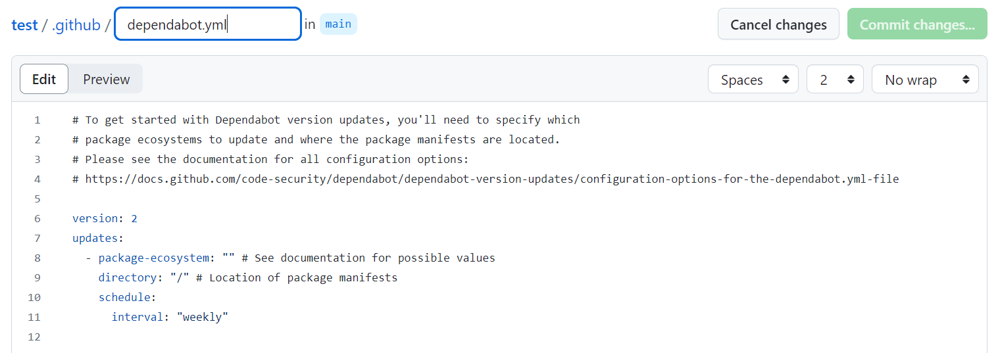 test / .github / dependabot.yml in main Cancel changes Commit changes...
Edit Preview Spaces 2 No wrap
1 # To get started with Dependabot version updates, you'll need to specify which
2 # package ecosystems to update and where the package manifests are located.
3 # Please see the documentation for all configuration options:
4 # https://docs.github.com/code-security/dependabot/dependabot-version-updates/configuration-options-for-the-dependabot.yml-file
5
6 version: 2
7 updates:
8   - package-ecosystem: "" # See documentation for possible values
9     directory: "/" # Location of package manifests
10     schedule:
11       interval: "weekly"
12